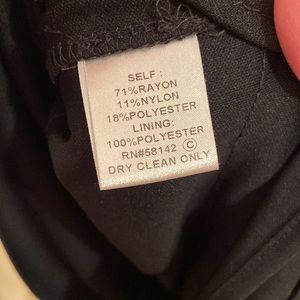 SELF :
71%RAYON
11%NYLON
18%POLYESTER
LINING:
100%POLYESTER
RN#58142 Ⓒ
DRY CLEAN ONLY